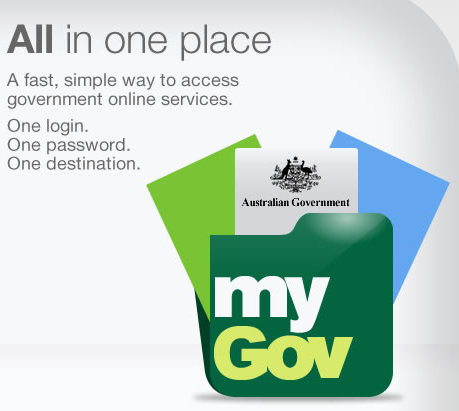 All in one place
A fast, simple way to access
government online services.
One login.
One password.
One destination.
Australian Government
my
Gov